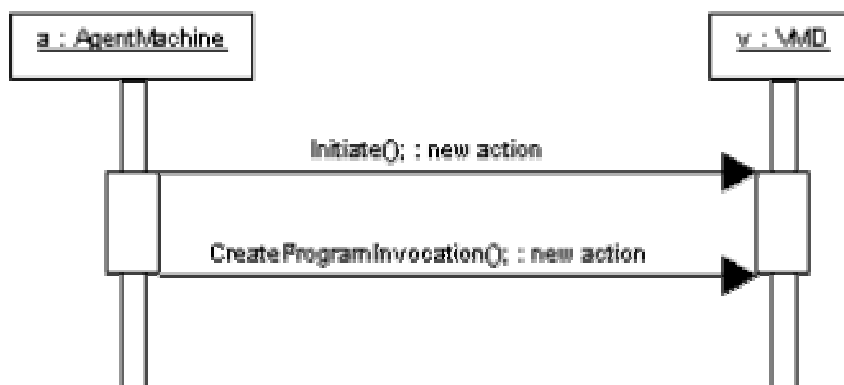 a : AgentMachine
v : VMD
Initiate(); : new action
CreateProgramInvocation(); : new action